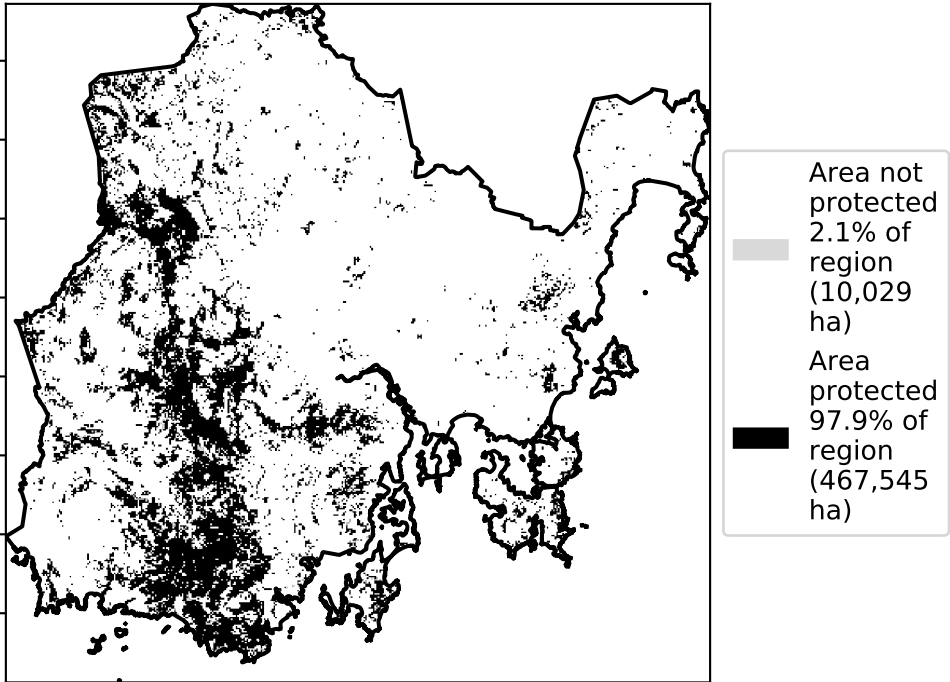 Area not
protected
2.1% of
region
(10,029
ha)
Area
protected
97.9% of
region
(467,545
ha)